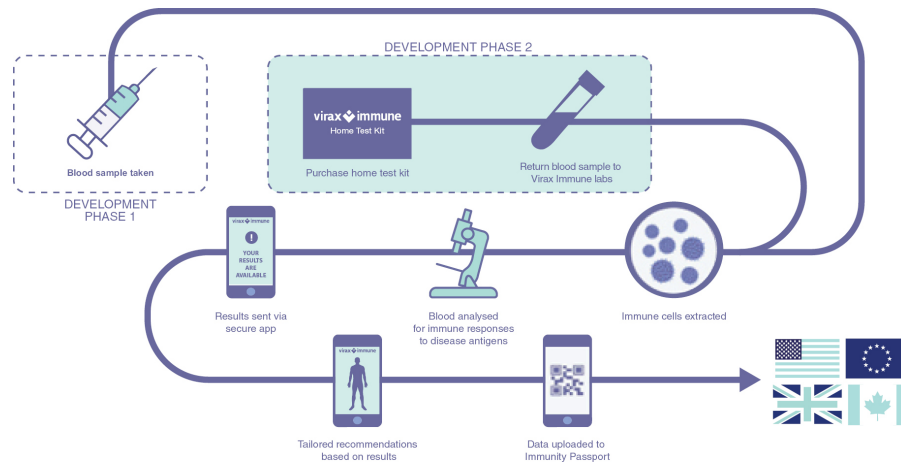 DEVELOPMENT PHASE 2
virax immune
Home Test Kit
Blood sample taken
Purchase home test kit
Return blood sample to
Virax Immune labs
DEVELOPMENT
PHASE 1
virax immune
!
YOUR
RESULTS
ARE
AVAILABLE
Results sent via
secure app
Blood analysed
for immune responses
to disease antigens
Immune cells extracted
virax immune
Tailored recommendations
based on results
Data uploaded to
Immunity Passport